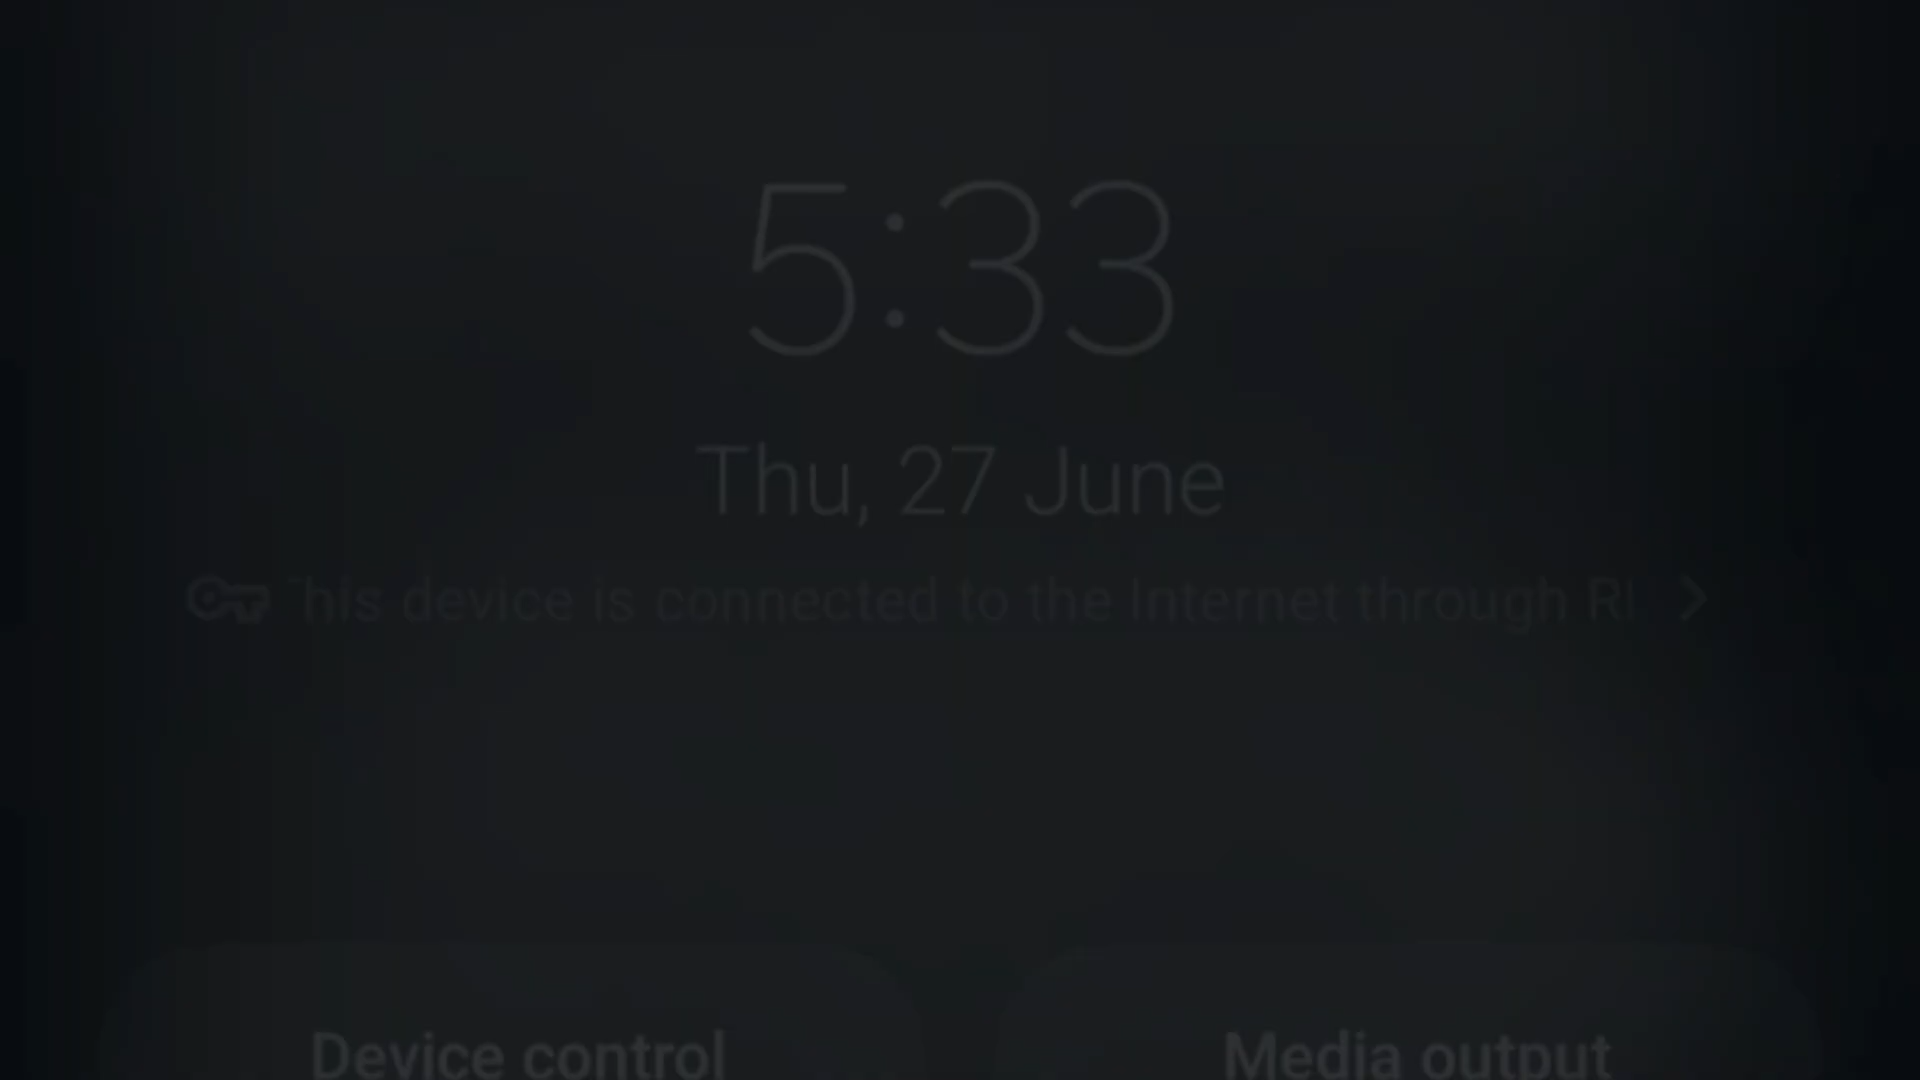 5:33
Thu, 27 June
his device is connected to the Internet through
Device control
Media output